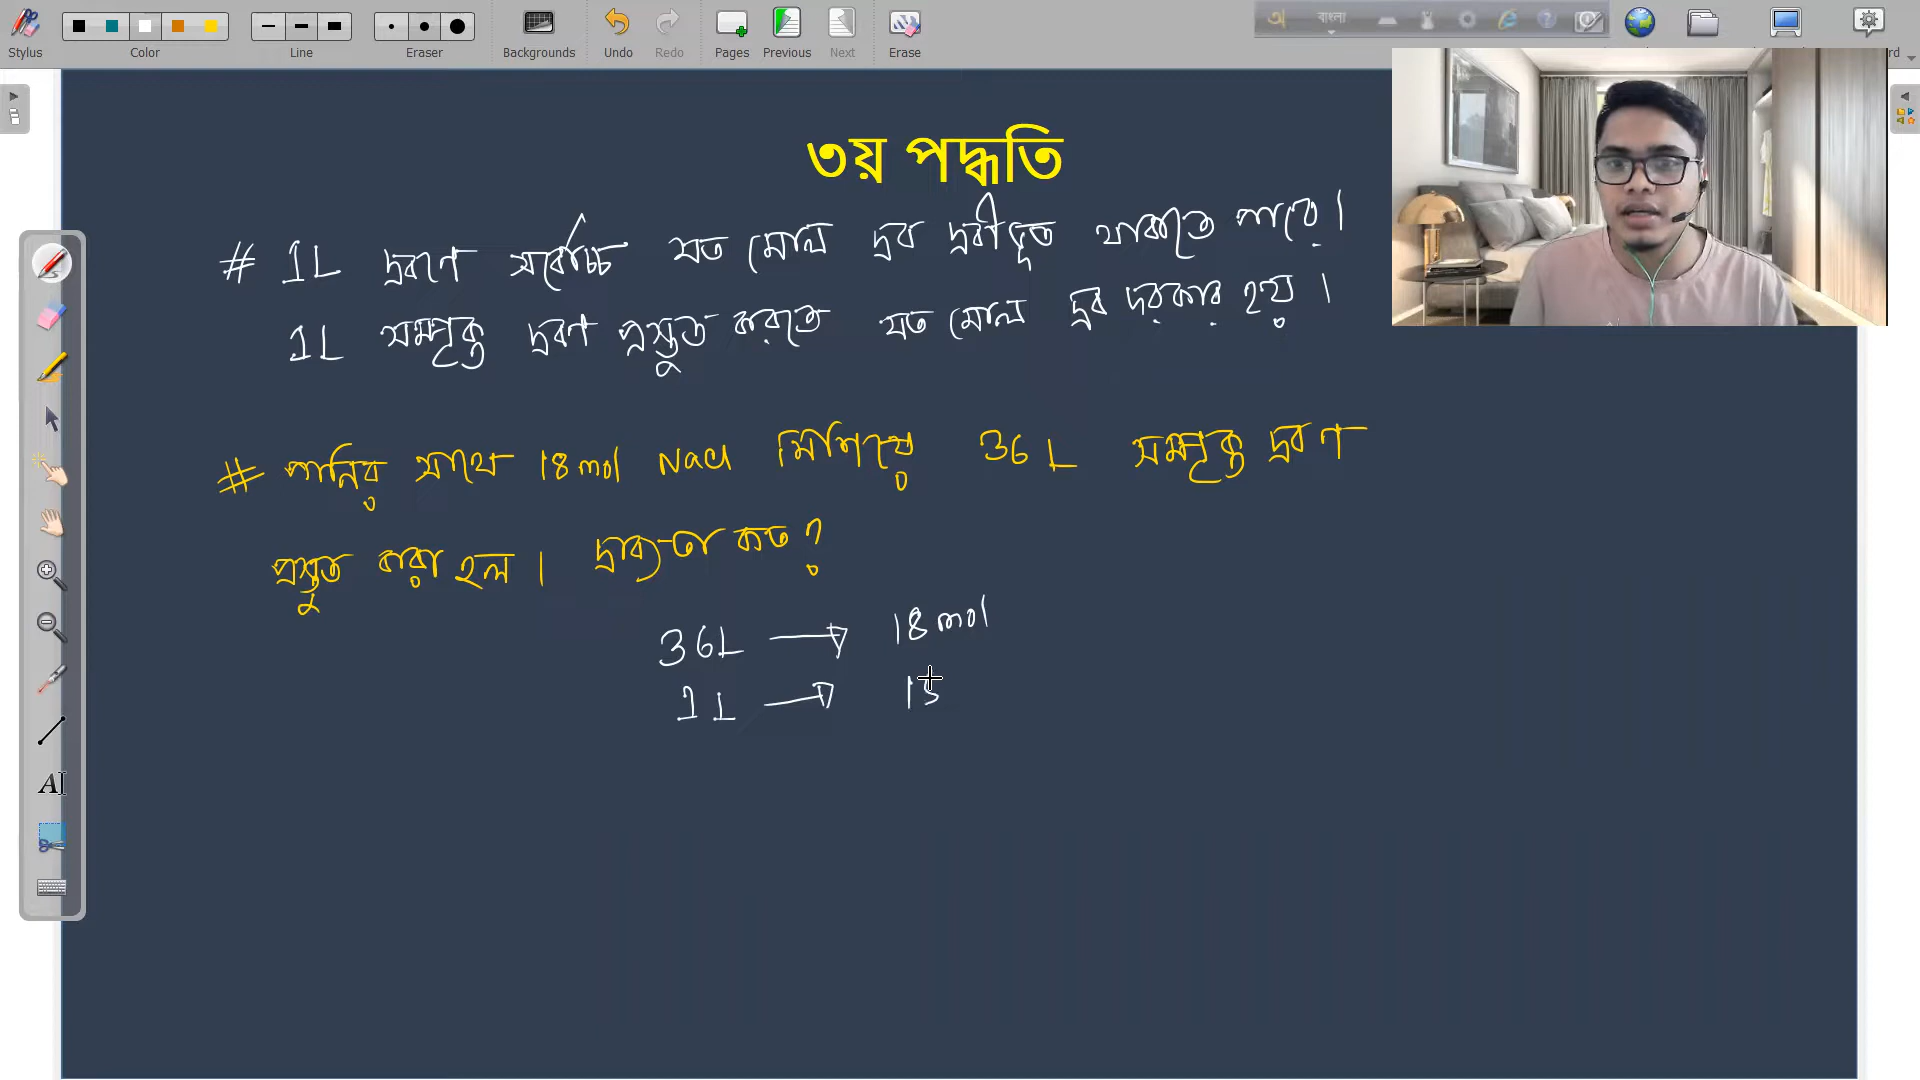 Stylus Color Line Eraser Backgrounds Undo Redo Pages Previous Next Erase
বাংলা
৩য় পদ্ধতি
# 1L দ্রবণে সর্বোচ্চ যত মোল দ্রব দ্রবীভূত থাকতে পারে।
1L সম্পৃক্ত দ্রবণ প্রস্তুত করতে যত মোল দ্রব দরকার হয়।
# পানির সাথে 18 mol NaCl মিশিয়ে 36 L সম্পৃক্ত দ্রবণ
প্রস্তুত করা হল। দ্রাব্যতা কত?
36L → 18 mol
1L →